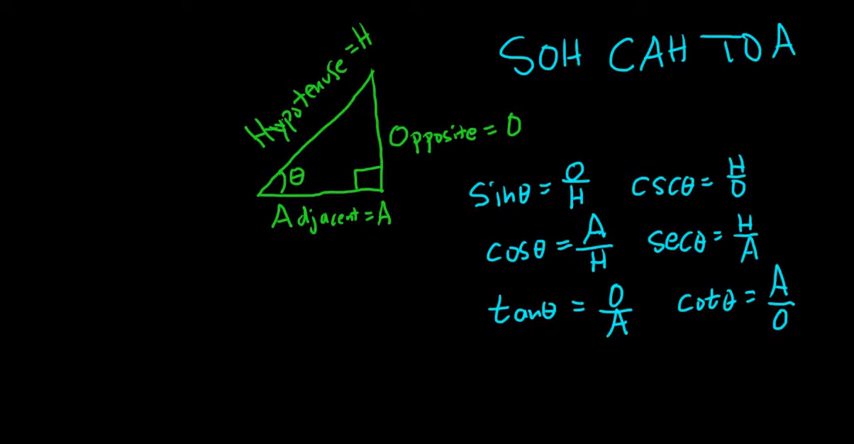 SOH CAH TOA
Hypotenuse = H
Opposite = O
θ
Adjacent = A
sinθ = O/H
cscθ = H/O
cosθ = A/H
secθ = H/A
tanθ = O/A
cotθ = A/O